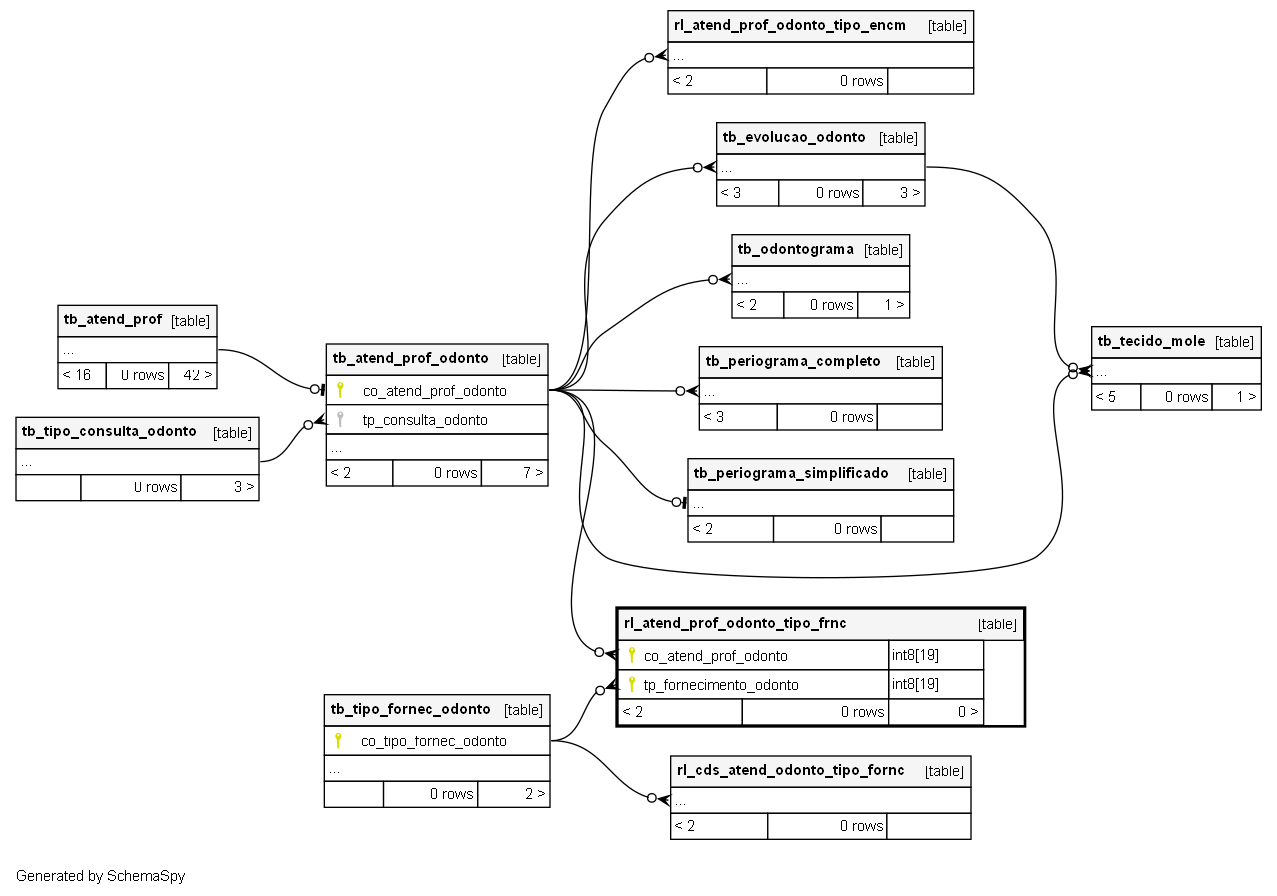 rl_atend_prof_odonto_tipo_encm [table]
...
< 2 0 rows
tb_evolucao_odonto [table]
...
< 3 0 rows 3 >
tb_odontograma [table]
...
< 2 0 rows 1 >
tb_atend_prof [table]
...
< 16 0 rows 42 >
tb_tipo_consulta_odonto [table]
...
0 rows 3 >
tb_atend_prof_odonto [table]
co_atend_prof_odonto
tp_consulta_odonto
...
< 2 0 rows 7 >
tb_periograma_completo [table]
...
< 3 0 rows
tb_tecido_mole [table]
...
< 5 0 rows 1 >
tb_periograma_simplificado [table]
...
< 2 0 rows
rl_atend_prof_odonto_tipo_frnc [table]
co_atend_prof_odonto int8[19]
tp_fornecimento_odonto int8[19]
< 2 0 rows 0 >
tb_tipo_fornec_odonto [table]
co_tipo_fornec_odonto
...
0 rows 2 >
rl_cds_atend_odonto_tipo_fornc [table]
...
< 2 0 rows
Generated by SchemaSpy